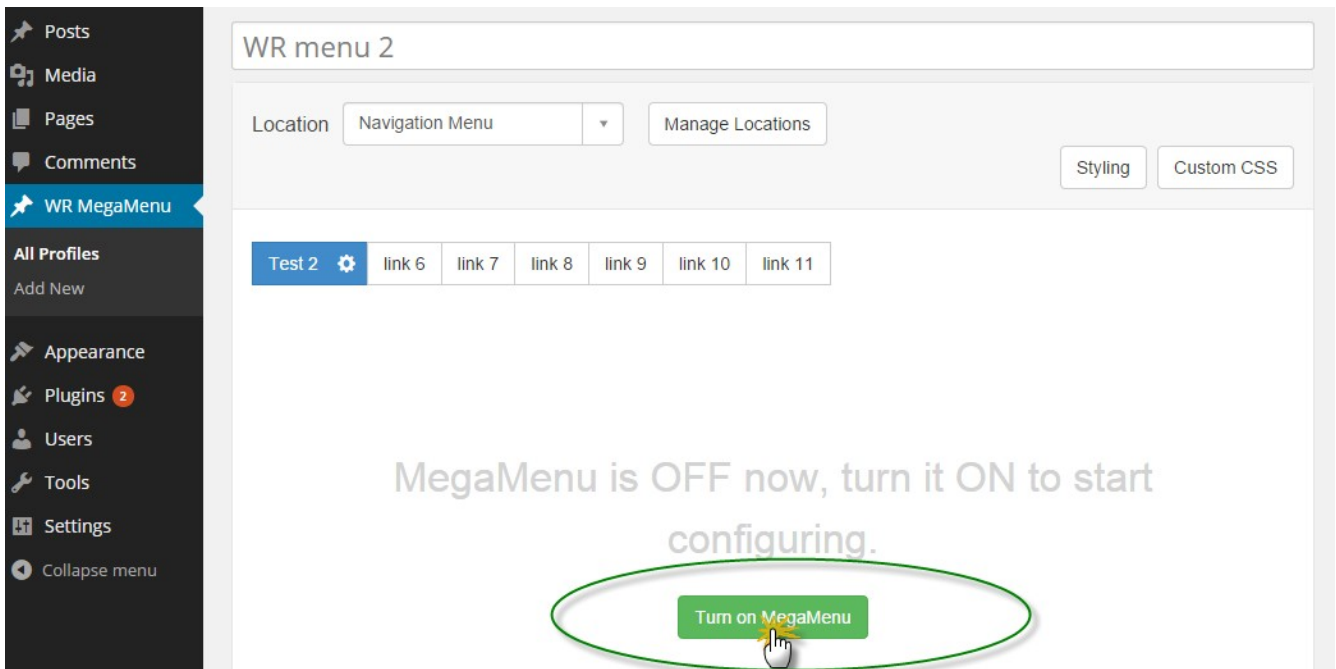 Posts
Media
Pages
Comments
WR MegaMenu
All Profiles
Add New
Appearance
Plugins 2
Users
Tools
Settings
Collapse menu
WR menu 2
Location Navigation Menu Manage Locations
Styling Custom CSS
Test 2 link 6 link 7 link 8 link 9 link 10 link 11
MegaMenu is OFF now, turn it ON to start
configuring.
Turn on MegaMenu